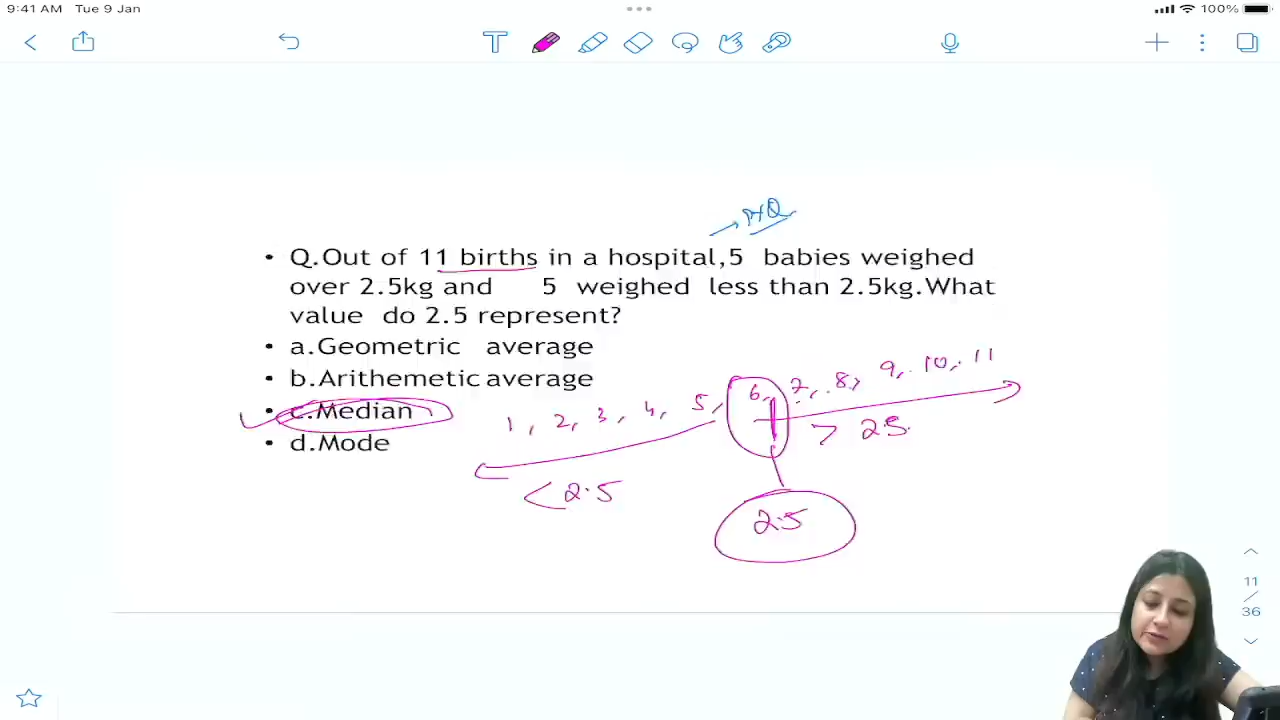 9:41 AM Tue 9 Jan
100%
T
PYQ
• Q.Out of 11 births in a hospital,5 babies weighed
over 2.5kg and 5 weighed less than 2.5kg.What
value do 2.5 represent?
• a.Geometric average
• b.Arithemetic average
• c.Median
• d.Mode
1, 2, 3, 4, 5, 6, 7, 8, 9, 10, 11
< 2.5
> 2.5
2.5
11
/
36